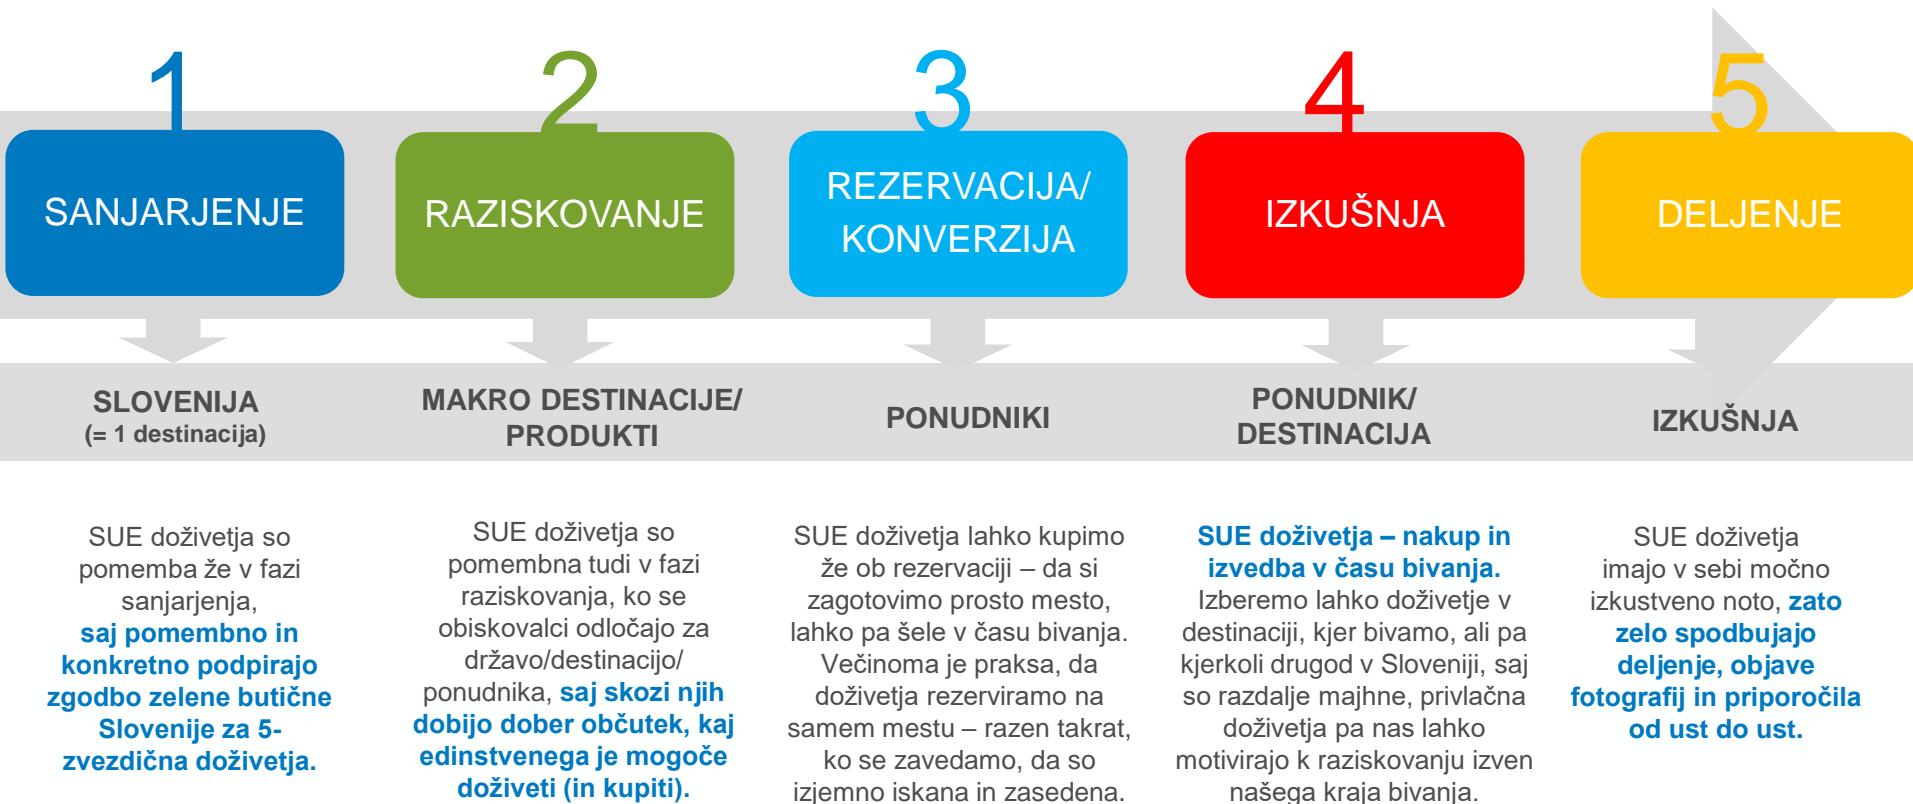 1
SANJARJENJE
2
RAZISKOVANJE
3
REZERVACIJA/
KONVERZIJA
4
IZKUŠNJA
5
DELJENJE
SLOVENIJA
(= 1 destinacija)
MAKRO DESTINACIJE/
PRODUKTI
PONUDNIKI
PONUDNIK/
DESTINACIJA
IZKUŠNJA
SUE doživetja so
pomemba že v fazi
sanjarjenja,
saj pomembno in
konkretno podpirajo
zgodbo zelene butične
Slovenije za 5-
zvezdična doživetja.
SUE doživetja so
pomembna tudi v fazi
raziskovanja, ko se
obiskovalci odločajo za
državo/destinacijo/
ponudnika, saj skozi njih
dobijo dober občutek, kaj
edinstvenega je mogoče
doživeti (in kupiti).
SUE doživetja lahko kupimo
že ob rezervaciji – da si
zagotovimo prosto mesto,
lahko pa šele v času bivanja.
Večinoma je praksa, da
doživetja rezerviramo na
samem mestu – razen takrat,
ko se zavedamo, da so
izjemno iskana in zasedena.
SUE doživetja – nakup in
izvedba v času bivanja.
Izberemo lahko doživetje v
destinaciji, kjer bivamo, ali pa
kjerkoli drugod v Sloveniji, saj
so razdalje majhne, privlačna
doživetja pa nas lahko
motivirajo k raziskovanju izven
našega kraja bivanja.
SUE doživetja
imajo v sebi močno
izkustveno noto, zato
zelo spodbujajo
deljenje, objave
fotografij in priporočila
od ust do ust.